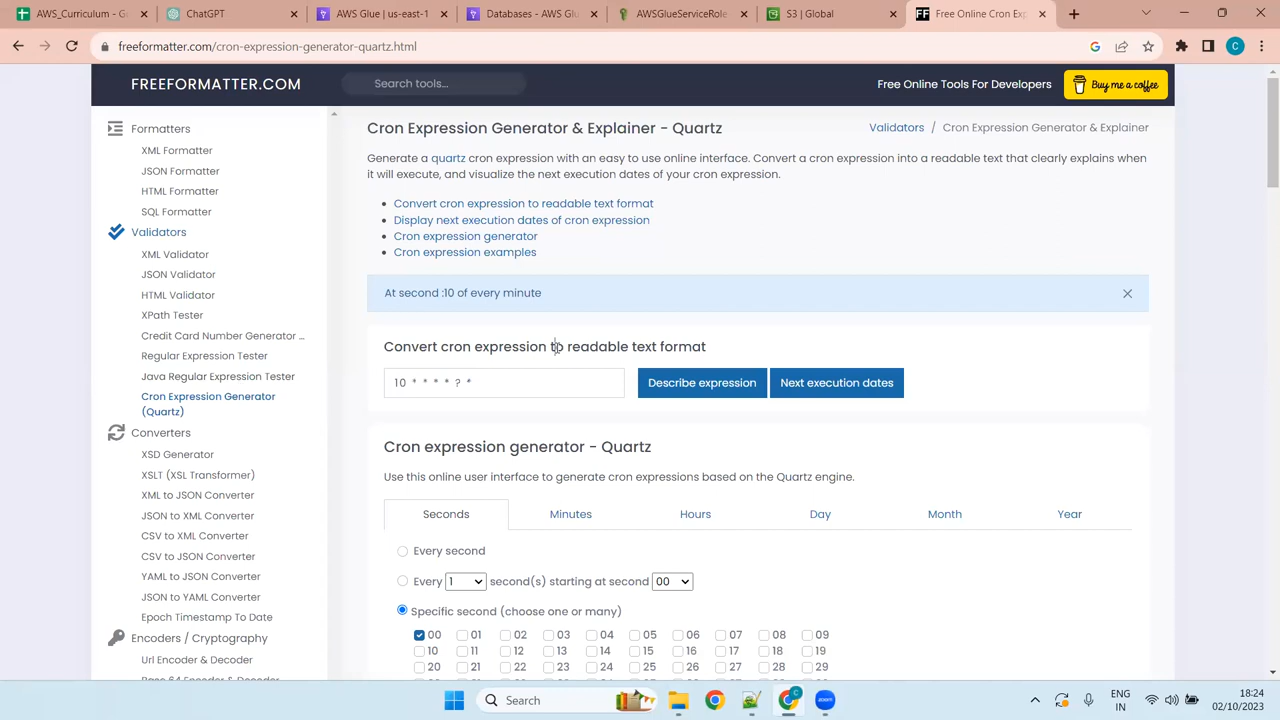 AWS_Curriculum
ChatGPT
AWS Glue | us-east-1
Databases - AWS Glu
AWSGlueServiceRole
S3 | Global
Free Online Cron Exp
freeformatter.com/cron-expression-generator-quartz.html
C
FREEFORMATTER.COM
Search tools...
Free Online Tools For Developers
Buy me a coffee
Formatters
XML Formatter
JSON Formatter
HTML Formatter
SQL Formatter
Validators
XML Validator
JSON Validator
HTML Validator
XPath Tester
Credit Card Number Generator ...
Regular Expression Tester
Java Regular Expression Tester
Cron Expression Generator
(Quartz)
Converters
XSD Generator
XSLT (XSL Transformer)
XML to JSON Converter
JSON to XML Converter
CSV to XML Converter
CSV to JSON Converter
YAML to JSON Converter
JSON to YAML Converter
Epoch Timestamp To Date
Encoders / Cryptography
Url Encoder & Decoder
Base 64 Encoder & Decoder
Cron Expression Generator & Explainer - Quartz
Validators / Cron Expression Generator & Explainer
Generate a quartz cron expression with an easy to use online interface. Convert a cron expression into a readable text that clearly explains when
it will execute, and visualize the next execution dates of your cron expression.
Convert cron expression to readable text format
Display next execution dates of cron expression
Cron expression generator
Cron expression examples
At second :10 of every minute
Convert cron expression to readable text format
10 * * * * ? *
Describe expression
Next execution dates
Cron expression generator - Quartz
Use this online user interface to generate cron expressions based on the Quartz engine.
Seconds Minutes Hours Day Month Year
Every second
Every 1 second(s) starting at second 00
Specific second (choose one or many)
00 01 02 03 04 05 06 07 08 09
10 11 12 13 14 15 16 17 18 19
20 21 22 23 24 25 26 27 28 29
Search
ENG
IN
18:24
02/10/2023